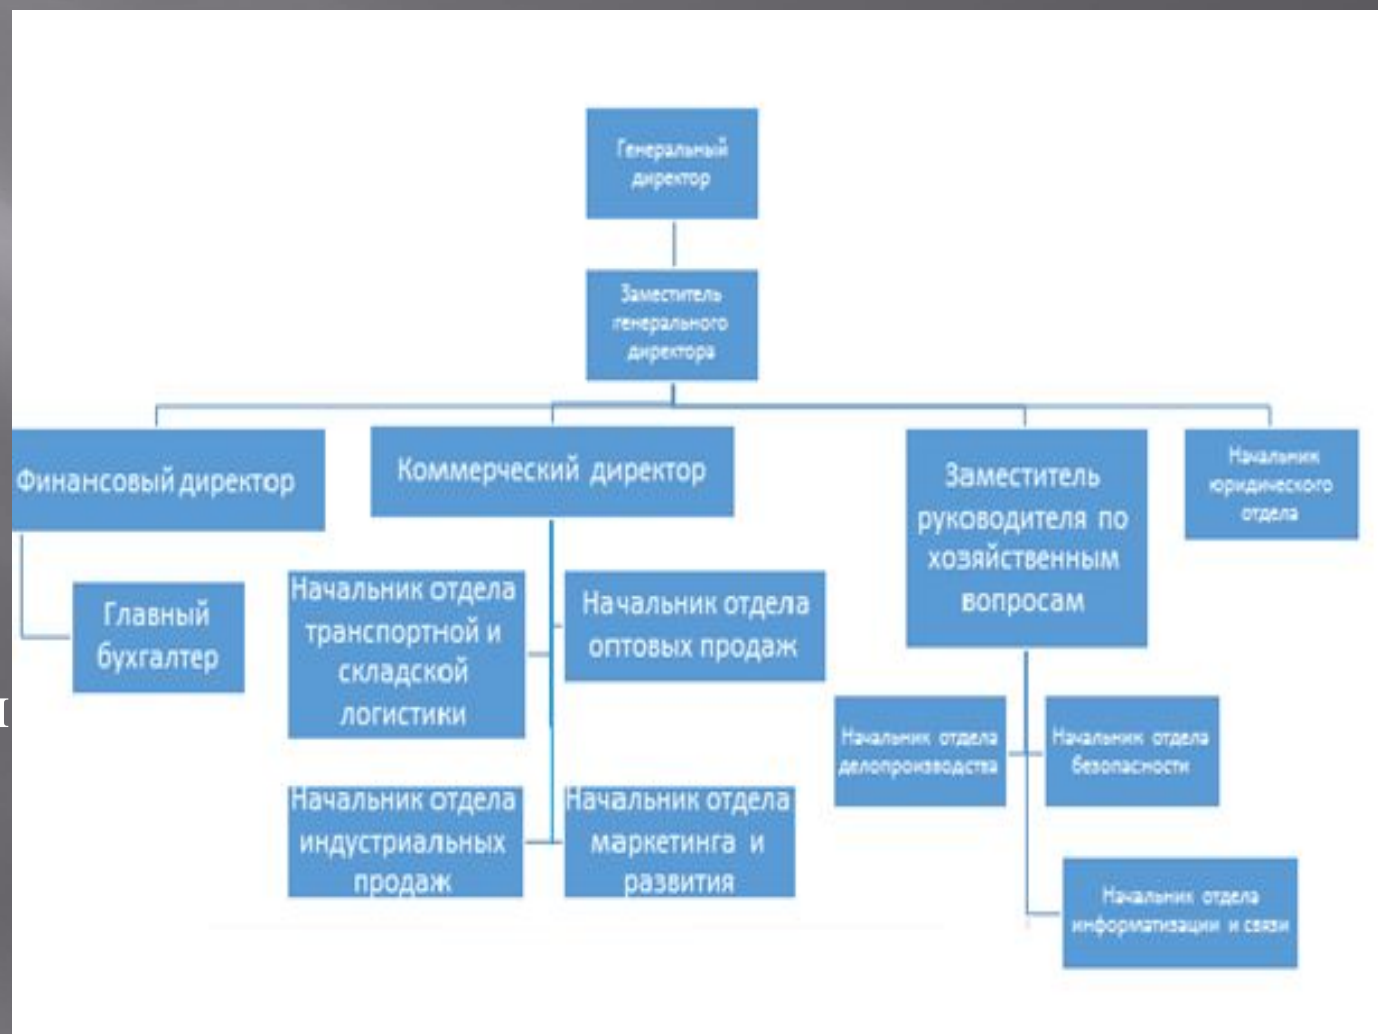 Генеральный
директор
Заместитель
генерального
директора
Финансовый директор
Коммерческий директор
Заместитель
руководителя по
хозяйственным
вопросам
Начальник
юридического
отдела
Главный
бухгалтер
Начальник отдела
транспортной и
складской
логистики
Начальник отдела
оптовых продаж
Начальник отдела
индустриальных
продаж
Начальник отдела
маркетинга и
развития
Начальник отдела
делопроизводства
Начальник отдела
безопасности
Начальник отдела
информатизации и связи